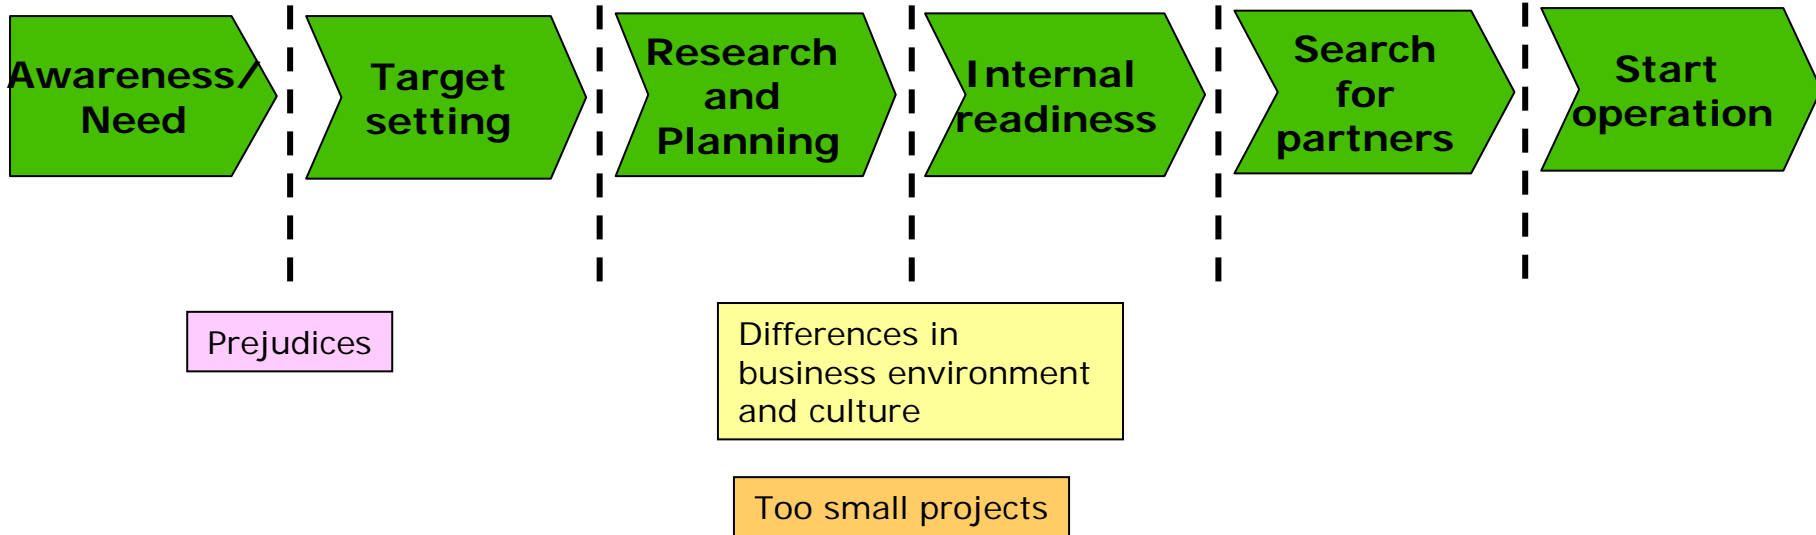 Awareness/
Need
Target
setting
Research
and
Planning
Internal
readiness
Search
for
partners
Start
operation
Prejudices
Differences in
business environment
and culture
Too small projects